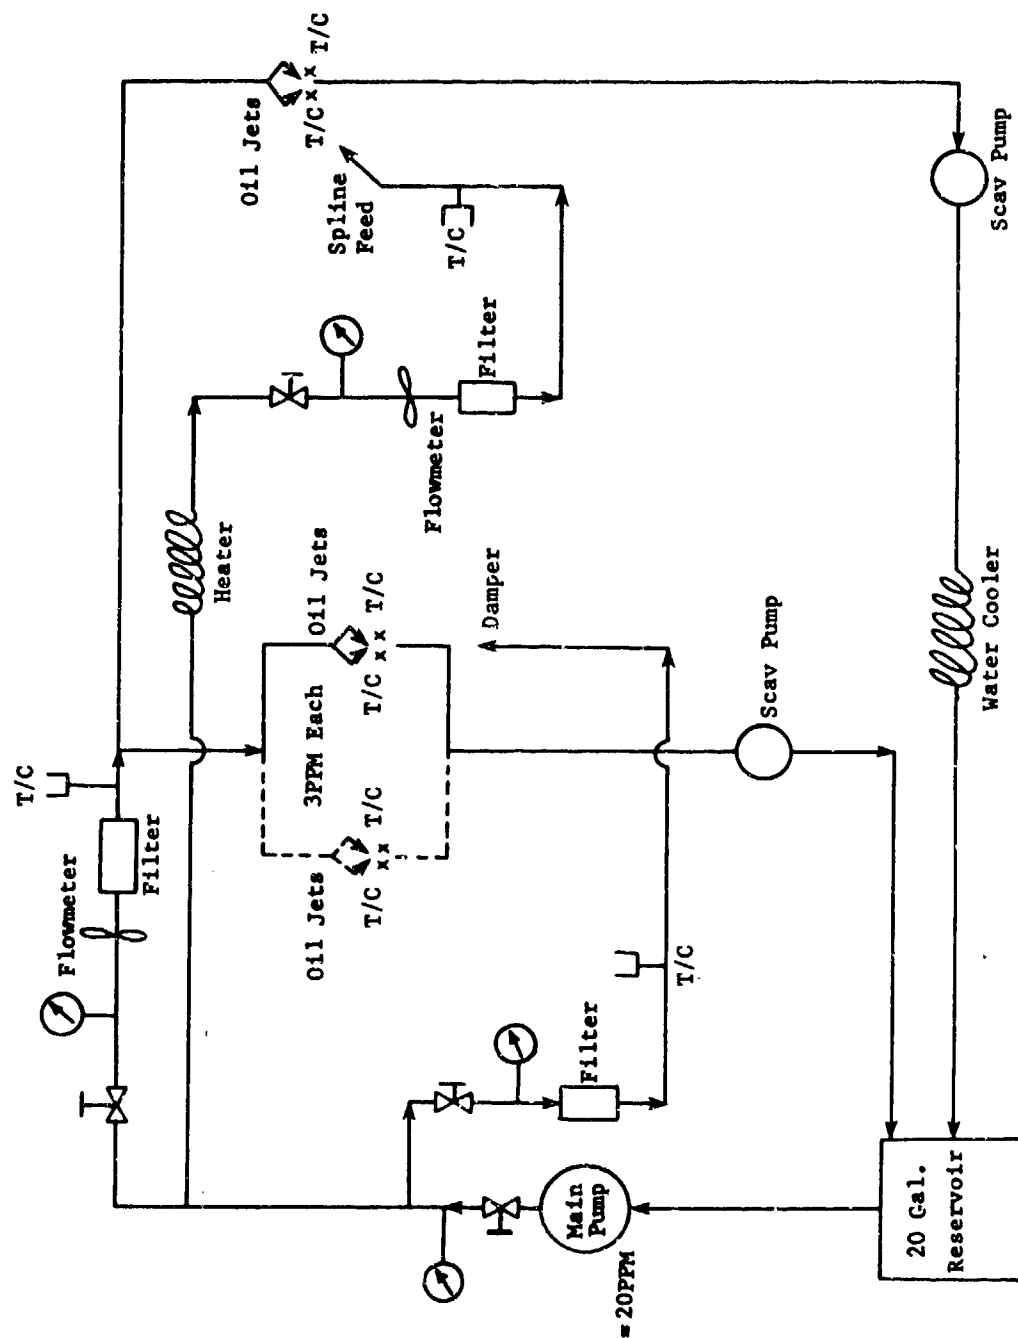 T/C
Flowmeter
Filter
Heater
Oil Jets
T/C
T/C
Spline
Feed
T/C
Oil Jets
T/C
T/C
3PPM Each
Oil Jets
T/C
T/C
Flowmeter
Filter
Damper
Main
Pump
≈20PPM
Filter
T/C
Scav Pump
20 Gal.
Reservoir
Water Cooler
Scav Pump